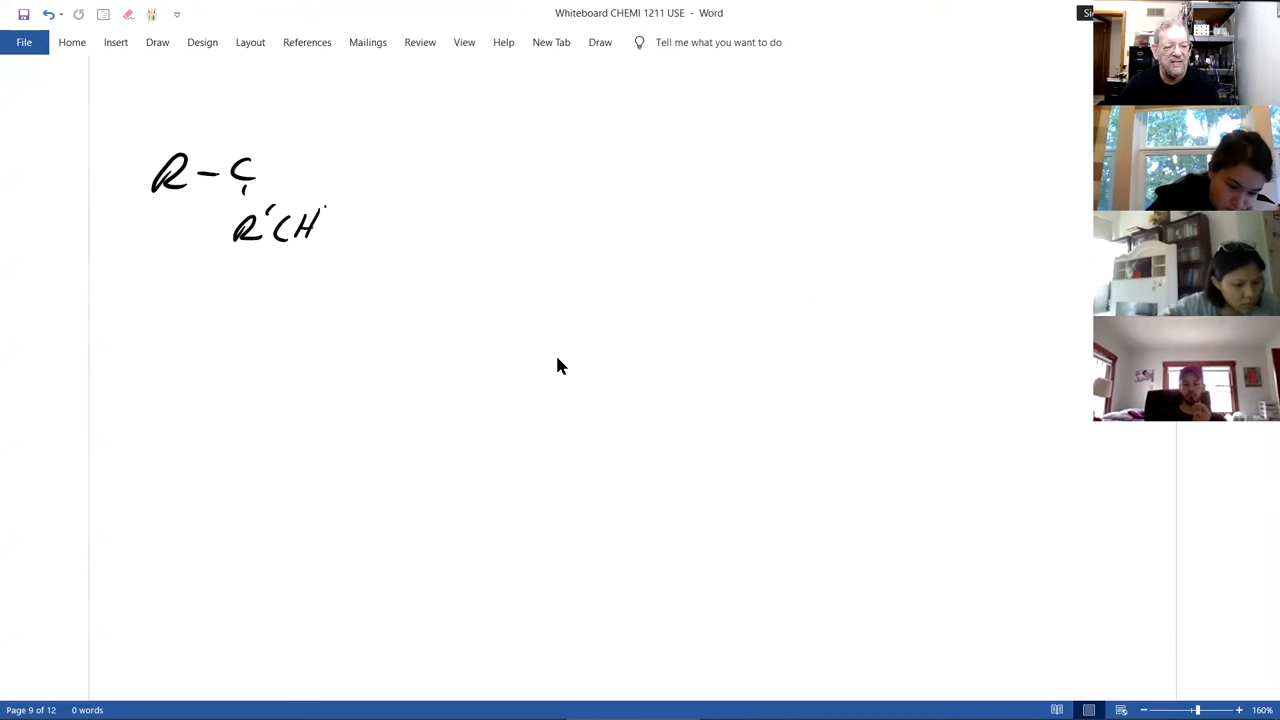 Whiteboard CHEMI 1211 USE - Word
Si
File Home Insert Draw Design Layout References Mailings Review View Help New Tab Draw Tell me what you want to do
R - C
R'CH
Page 9 of 12 0 words
160%